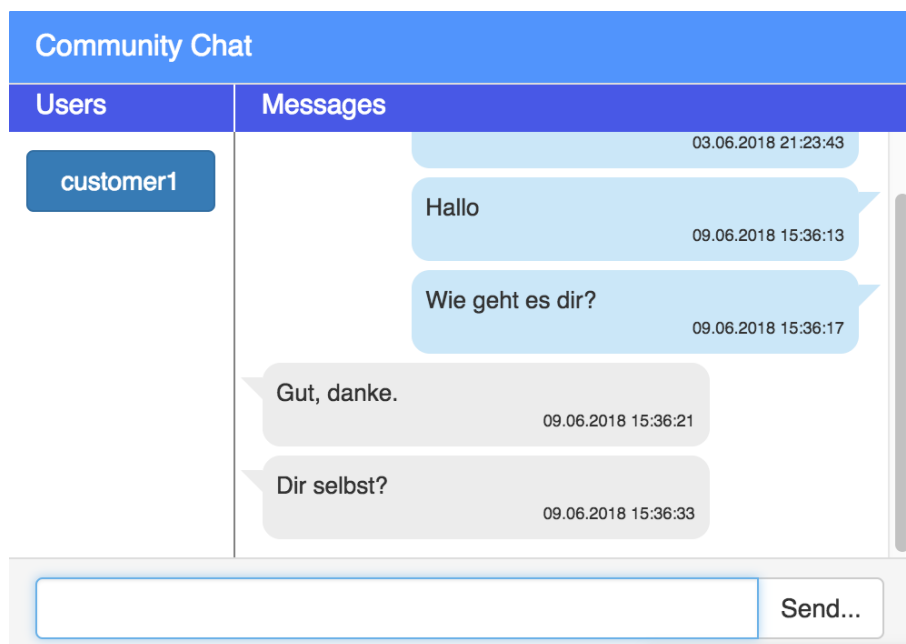 Community Chat
Users
Messages
customer1
03.06.2018 21:23:43
Hallo
09.06.2018 15:36:13
Wie geht es dir?
09.06.2018 15:36:17
Gut, danke.
09.06.2018 15:36:21
Dir selbst?
09.06.2018 15:36:33
Send...